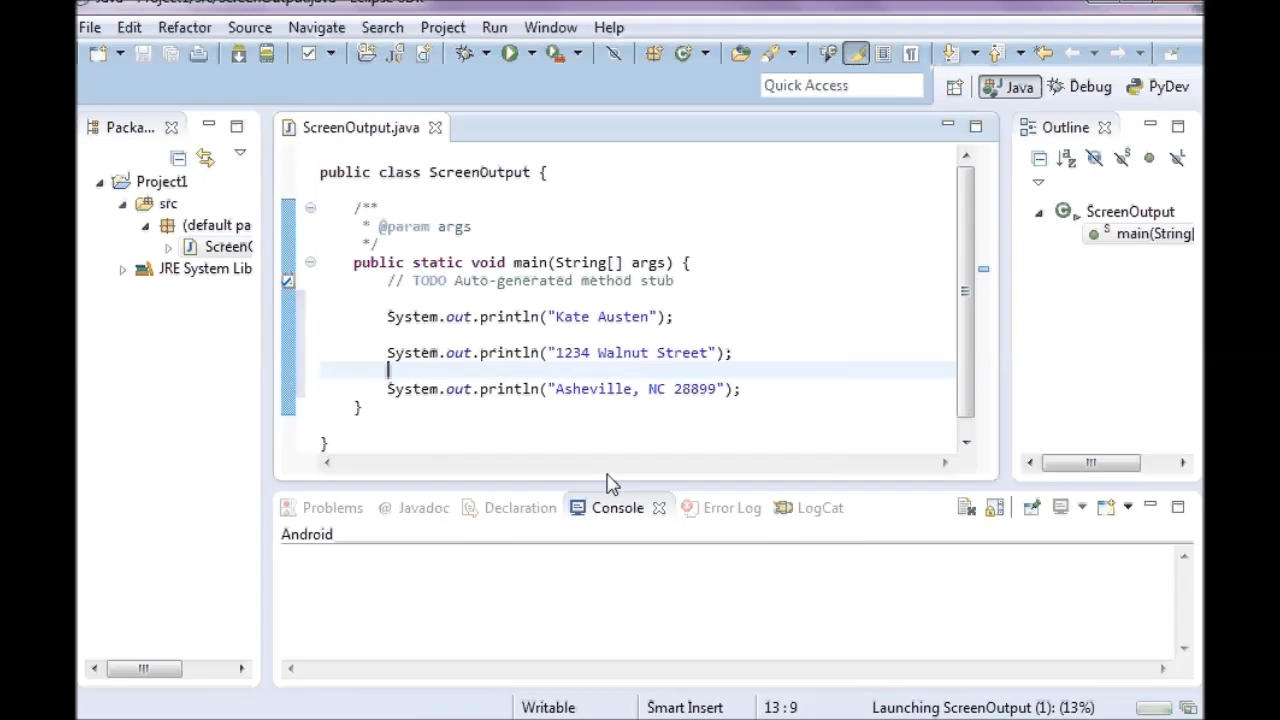 File Edit Refactor Source Navigate Search Project Run Window Help
Quick Access Java Debug PyDev
Packa...
Project1
src
(default pa
ScreenC
JRE System Lib
ScreenOutput.java
public class ScreenOutput {
/**
* @param args
*/
public static void main(String[] args) {
// TODO Auto-generated method stub
System.out.println("Kate Austen");
System.out.println("1234 Walnut Street");
System.out.println("Asheville, NC 28899");
}
}
Outline
ScreenOutput
main(String[
Problems @ Javadoc Declaration Console Error Log LogCat
Android
Writable Smart Insert 13 : 9 Launching ScreenOutput (1): (13%)